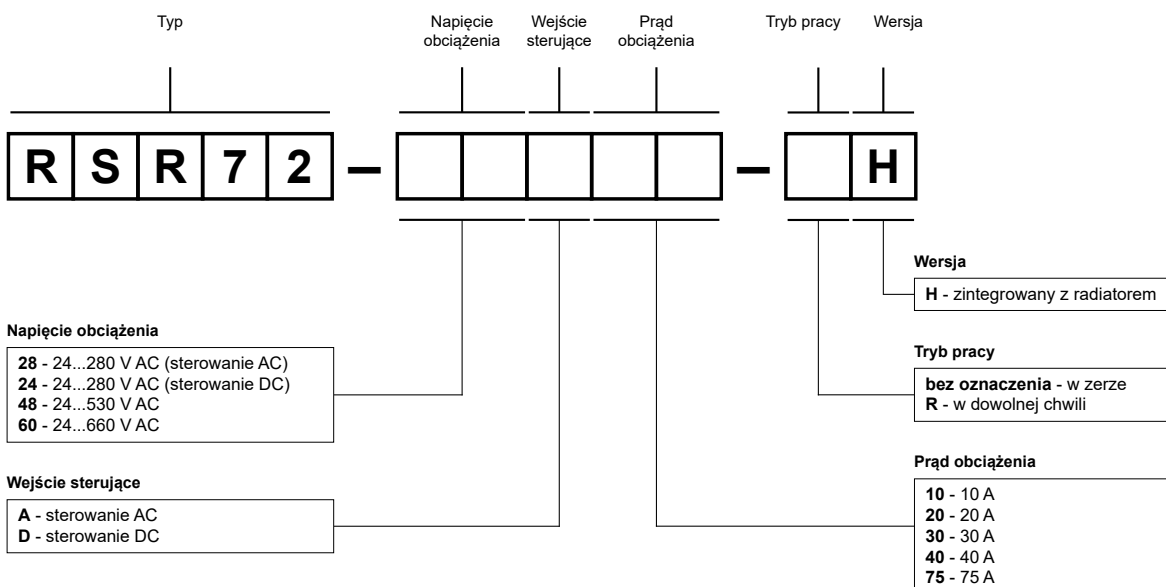 Typ
Napięcie
obciążenia
Wejście
sterujące
Prąd
obciążenia
Tryb pracy
Wersja
R S R 7 2 – – H
Napięcie obciążenia
28 - 24...280 V AC (sterowanie AC)
24 - 24...280 V AC (sterowanie DC)
48 - 24...530 V AC
60 - 24...660 V AC
Wejście sterujące
A - sterowanie AC
D - sterowanie DC
Wersja
H - zintegrowany z radiatorem
Tryb pracy
bez oznaczenia - w zerze
R - w dowolnej chwili
Prąd obciążenia
10 - 10 A
20 - 20 A
30 - 30 A
40 - 40 A
75 - 75 A